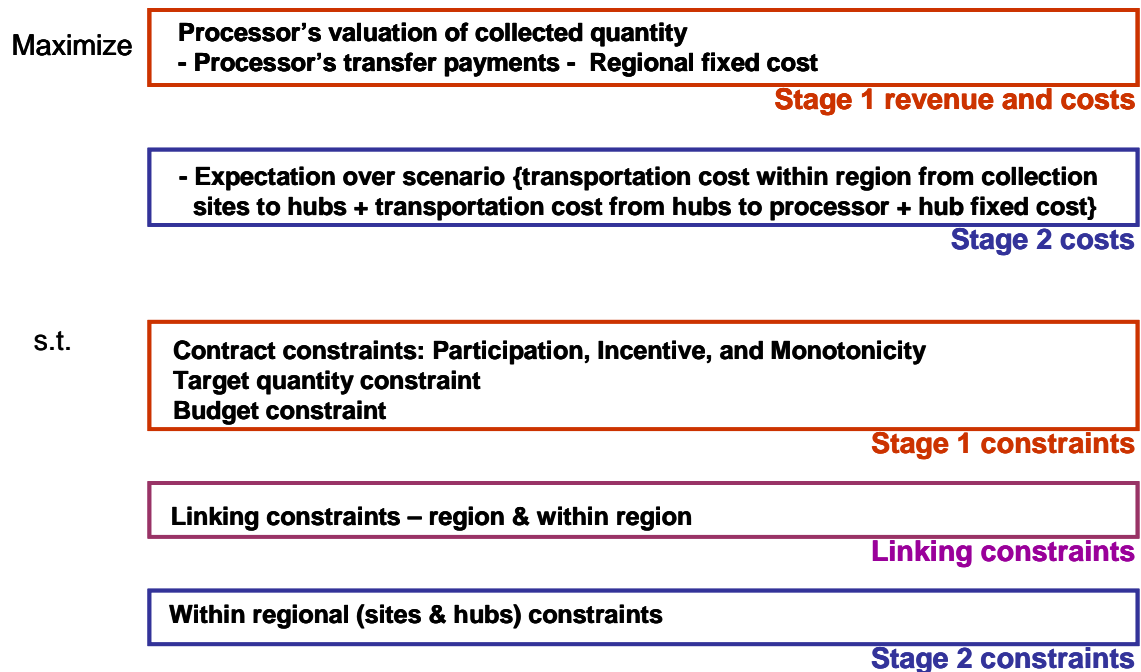 Maximize
Processor's valuation of collected quantity
- Processor's transfer payments - Regional fixed cost
Stage 1 revenue and costs
- Expectation over scenario {transportation cost within region from collection
sites to hubs + transportation cost from hubs to processor + hub fixed cost}
Stage 2 costs
s.t.
Contract constraints: Participation, Incentive, and Monotonicity
Target quantity constraint
Budget constraint
Stage 1 constraints
Linking constraints – region & within region
Linking constraints
Within regional (sites & hubs) constraints
Stage 2 constraints